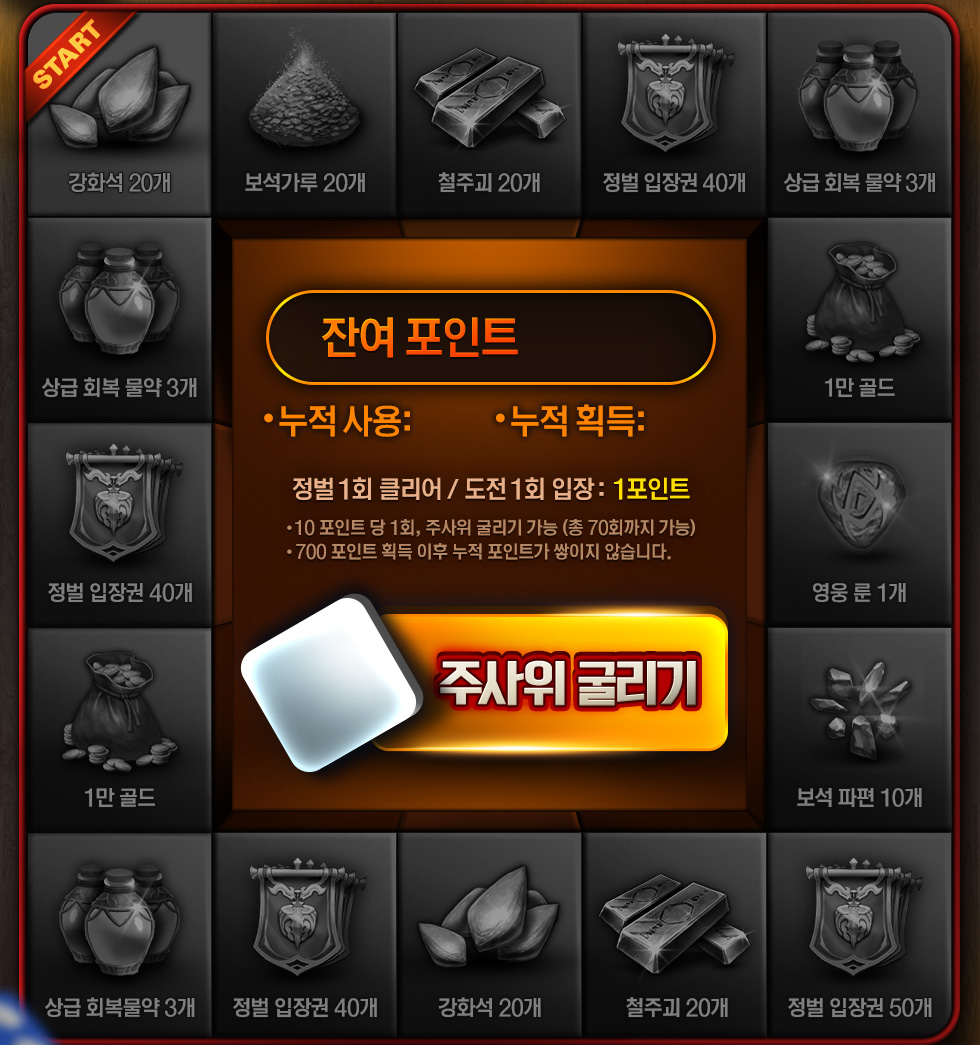 START
강화석 20개
보석가루 20개
철주괴 20개
정벌 입장권 40개
상급 회복 물약 3개
상급 회복 물약 3개
1만 골드
잔여 포인트
•누적 사용:
•누적 획득:
정벌 1회 클리어 / 도전 1회 입장 : 1포인트
•10 포인트 당 1회, 주사위 굴리기 가능 (총 70회까지 가능)
•700 포인트 획득 이후 누적 포인트가 쌓이지 않습니다.
정벌 입장권 40개
영웅 룬 1개
주사위 굴리기
1만 골드
보석 파편 10개
상급 회복물약 3개
정벌 입장권 40개
강화석 20개
철주괴 20개
정벌 입장권 50개